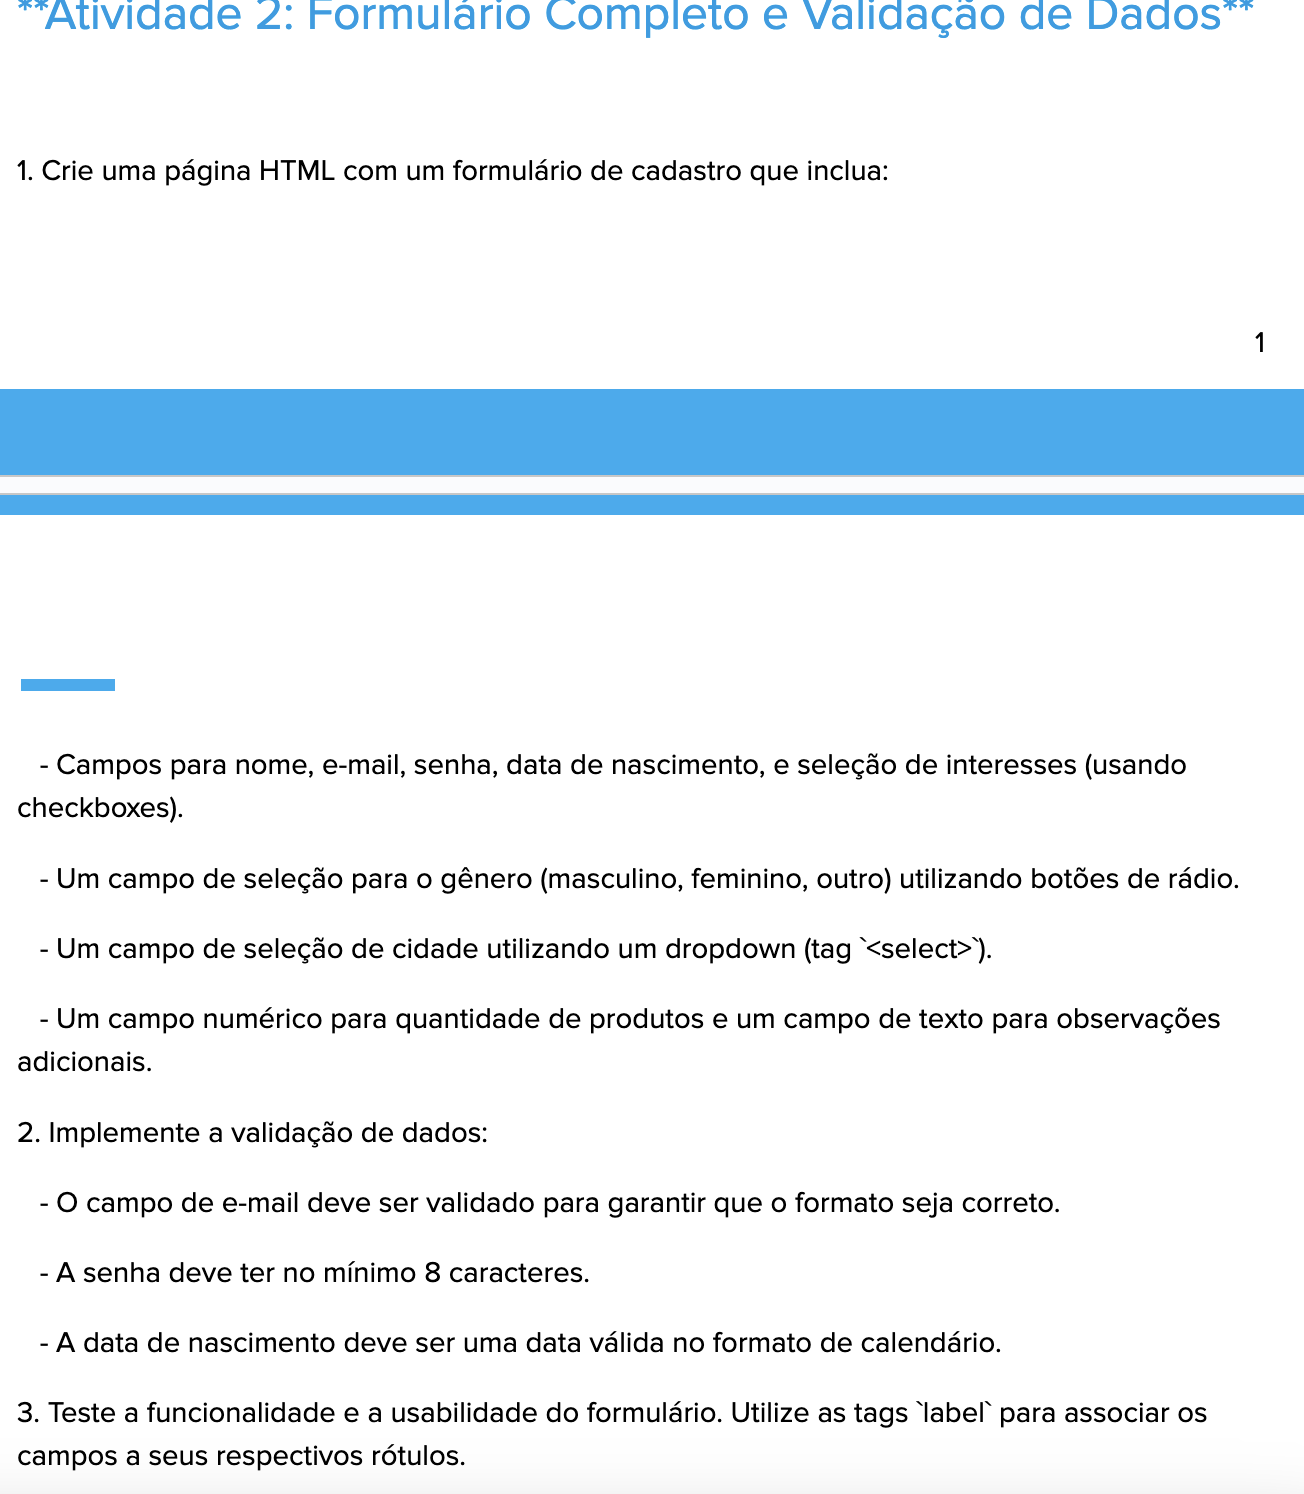 **Atividade 2: Formulário Completo e Validação de Dados**
1. Crie uma página HTML com um formulário de cadastro que inclua:
1
- Campos para nome, e-mail, senha, data de nascimento, e seleção de interesses (usando
checkboxes).
- Um campo de seleção para o gênero (masculino, feminino, outro) utilizando botões de rádio.
- Um campo de seleção de cidade utilizando um dropdown (tag `<select>`).
- Um campo numérico para quantidade de produtos e um campo de texto para observações
adicionais.
2. Implemente a validação de dados:
- O campo de e-mail deve ser validado para garantir que o formato seja correto.
- A senha deve ter no mínimo 8 caracteres.
- A data de nascimento deve ser uma data válida no formato de calendário.
3. Teste a funcionalidade e a usabilidade do formulário. Utilize as tags `label` para associar os
campos a seus respectivos rótulos.